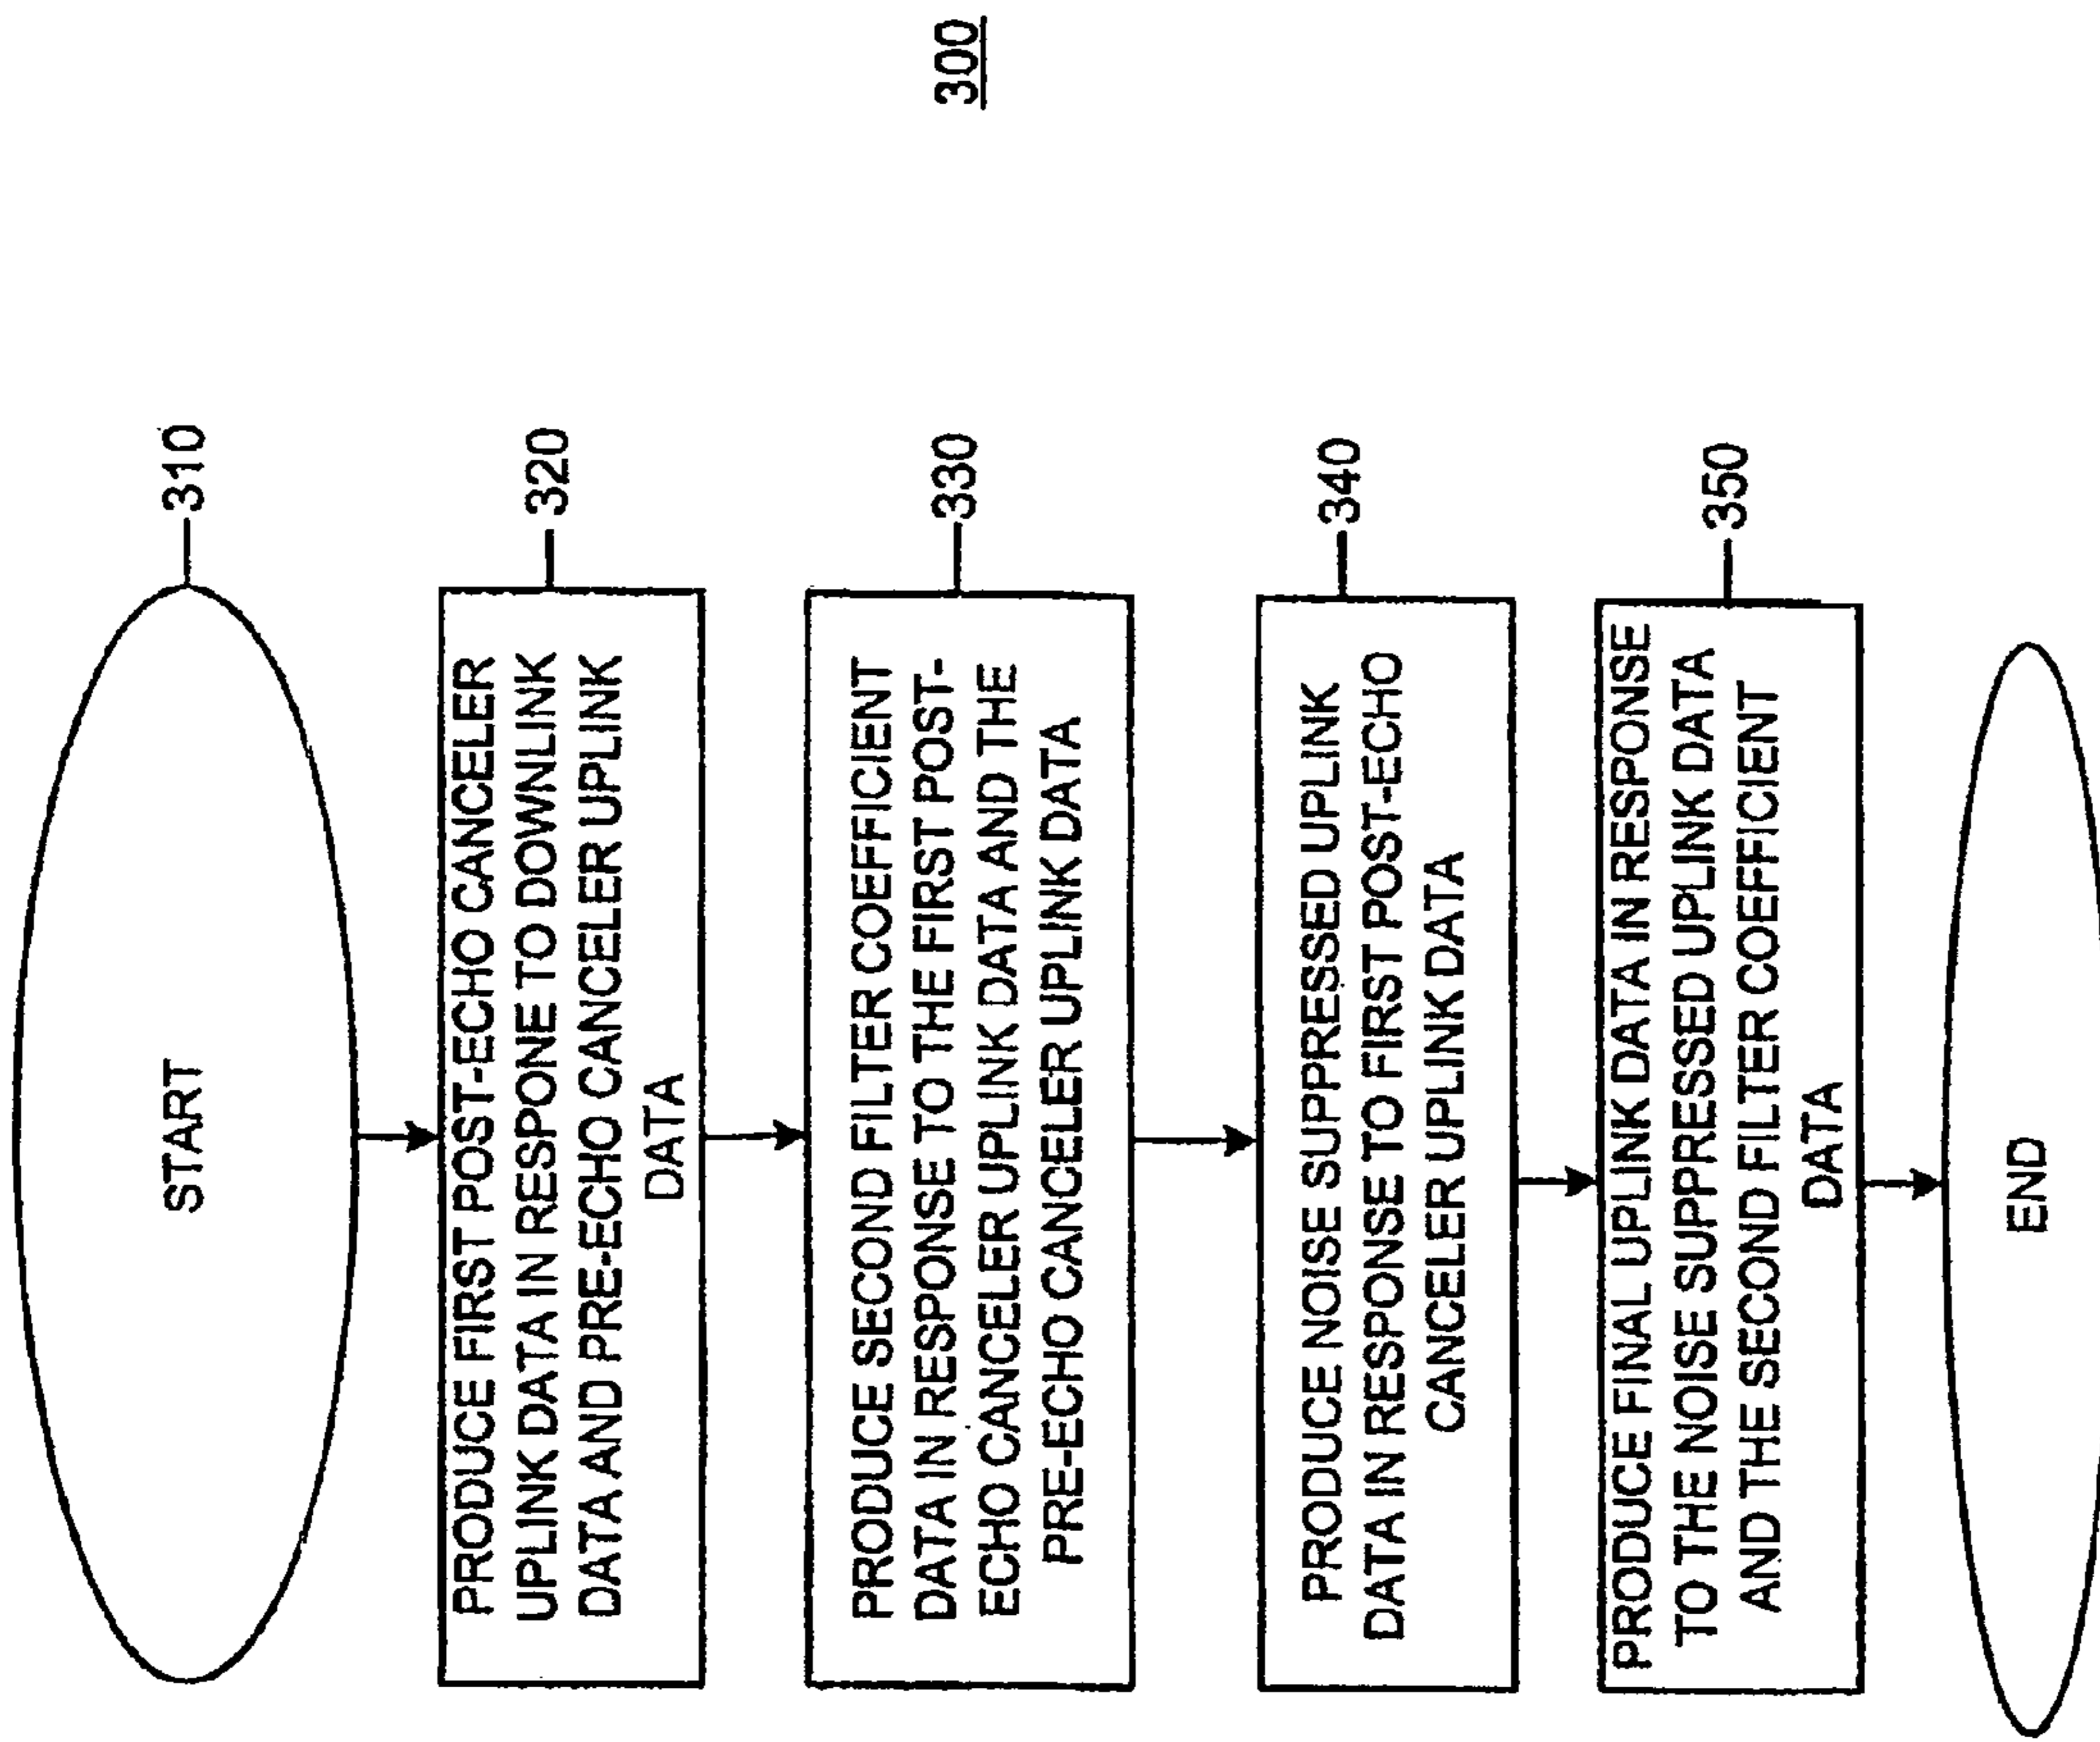 300
START
310
PRODUCE FIRST POST-ECHO CANCELER
UPLINK DATA IN RESPONE TO DOWNLINK
DATA AND PRE-ECHO CANCELER UPLINK
DATA
320
PRODUCE SECOND FILTER COEFFICIENT
DATA IN RESPONSE TO THE FIRST POST-
ECHO CANCELER UPLINK DATA AND THE
PRE-ECHO CANCELER UPLINK DATA
330
PRODUCE NOISE SUPPRESSED UPLINK
DATA IN RESPONSE TO FIRST POST-ECHO
CANCELER UPLINK DATA
340
PRODUCE FINAL UPLINK DATA IN RESPONSE
TO THE NOISE SUPPRESSED UPLINK DATA
AND THE SECOND FILTER COEFFICIENT
DATA
350
END